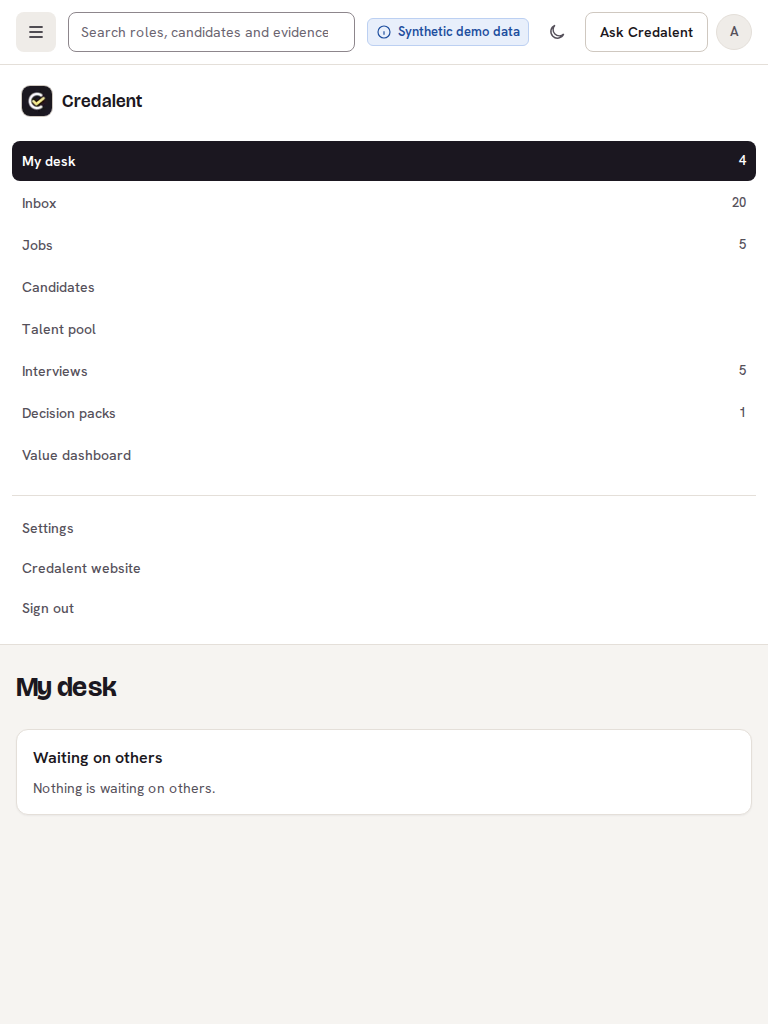 Search roles, candidates and evidence
Synthetic demo data
Ask Credalent
A
Credalent
My desk 4
Inbox 20
Jobs 5
Candidates
Talent pool
Interviews 5
Decision packs 1
Value dashboard
Settings
Credalent website
Sign out
My desk
Waiting on others
Nothing is waiting on others.